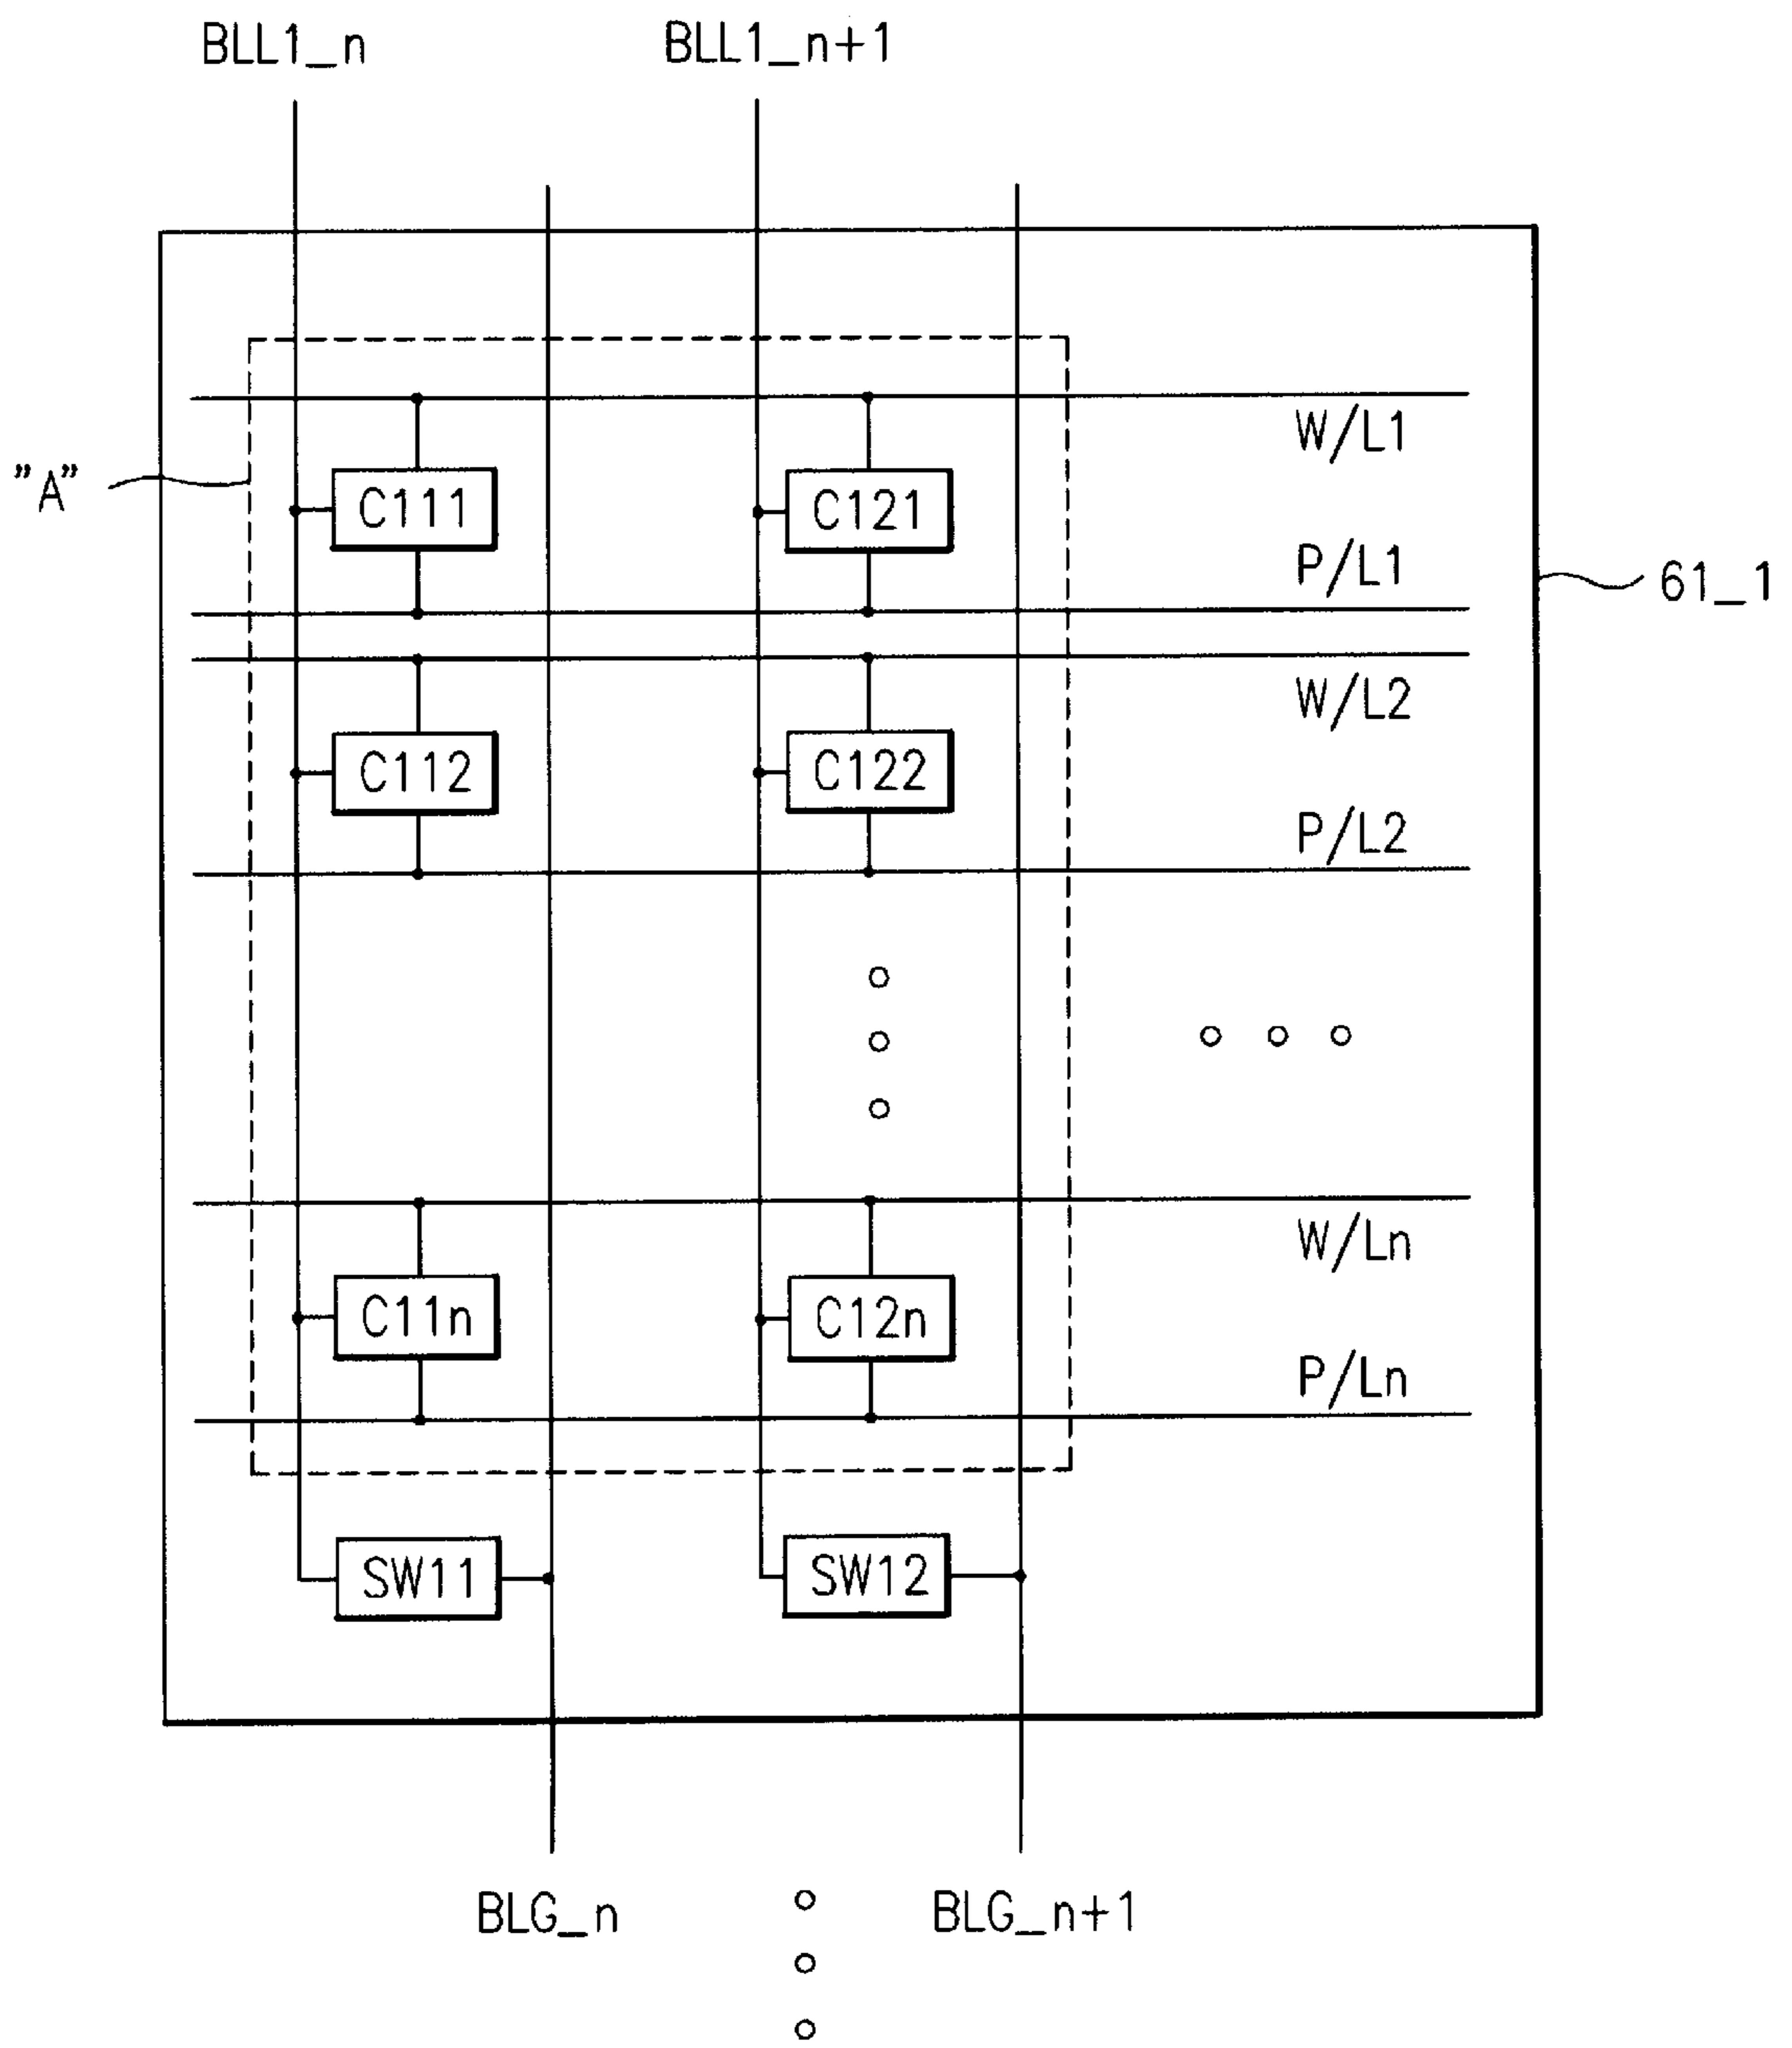 BLL1_n BLL1_n+1
W/L1
"A"
C111 C121
P/L1
61_1
W/L2
C112 C122
P/L2
W/Ln
C11n C12n
P/Ln
SW11 SW12
BLG_n BLG_n+1